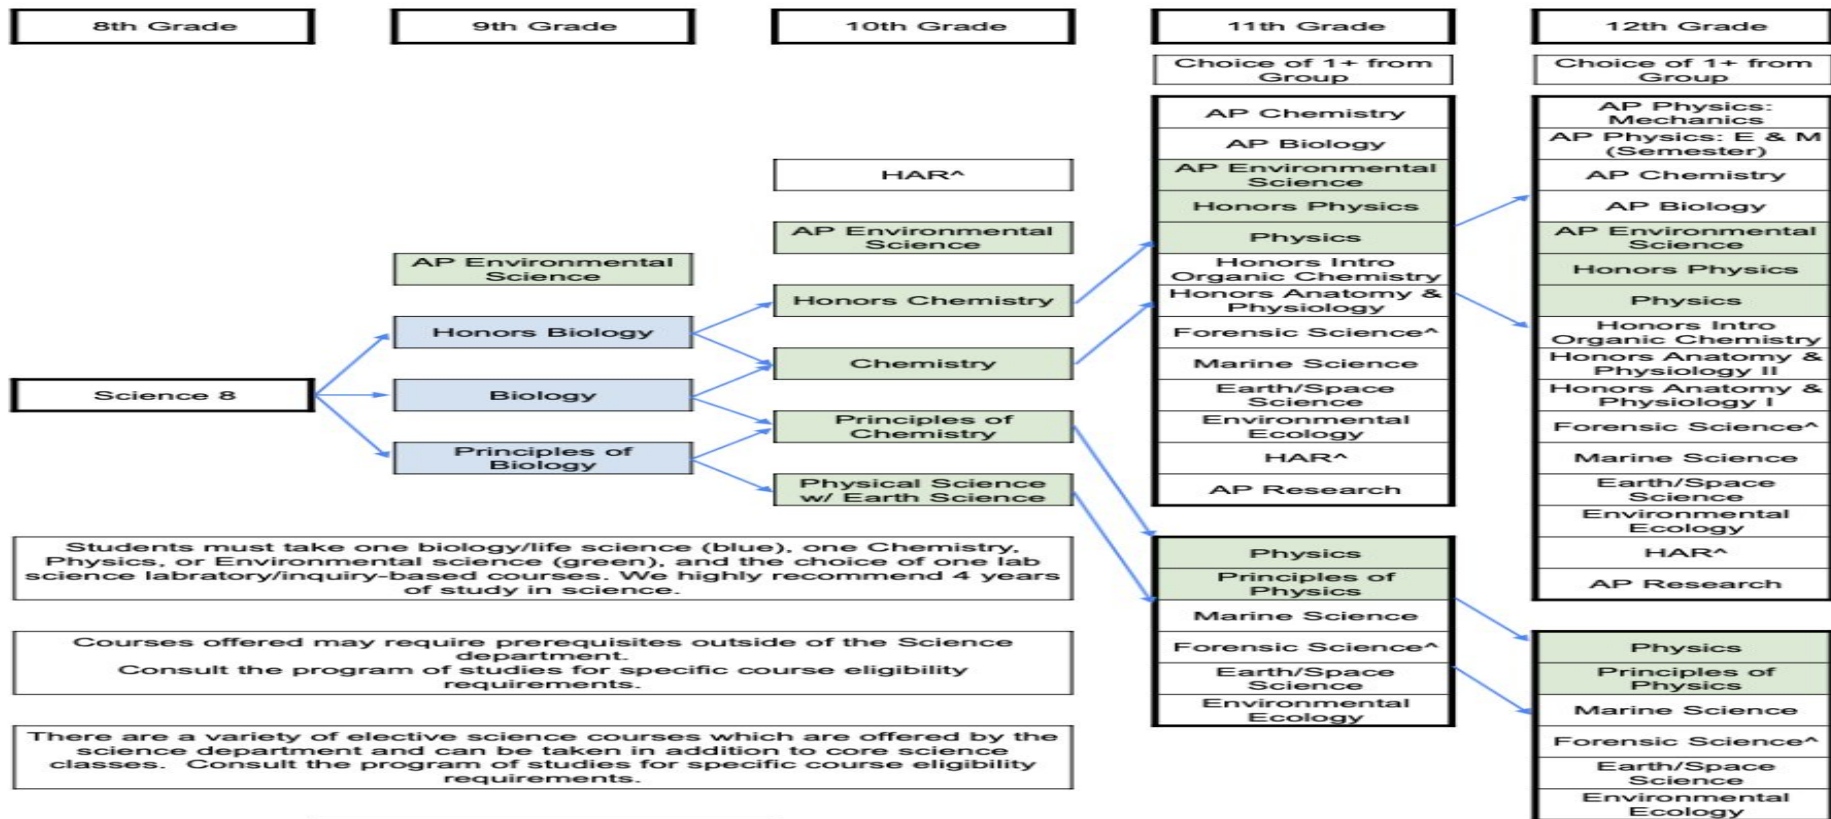 8th Grade
9th Grade
10th Grade
11th Grade
12th Grade
Choice of 1+ from
Group
Choice of 1+ from
Group
Science 8
AP Environmental
Science
Honors Biology
Biology
Principles of
Biology
HAR^
AP Environmental
Science
Honors Chemistry
Chemistry
Principles of
Chemistry
Physical Science
w/ Earth Science
AP Chemistry
AP Biology
AP Environmental
Science
Honors Physics
Physics
Honors Intro
Organic Chemistry
Honors Anatomy &
Physiology
Forensic Science^
Marine Science
Earth/Space
Science
Environmental
Ecology
HAR^
AP Research
Physics
Principles of
Physics
Marine Science
Forensic Science^
Earth/Space
Science
Environmental
Ecology
AP Physics:
Mechanics
AP Physics: E & M
(Semester)
AP Chemistry
AP Biology
AP Environmental
Science
Honors Physics
Physics
Honors Intro
Organic Chemistry
Honors Anatomy &
Physiology II
Honors Anatomy &
Physiology I
Forensic Science^
Marine Science
Earth/Space
Science
Environmental
Ecology
HAR^
AP Research
Physics
Principles of
Physics
Marine Science
Forensic Science^
Earth/Space
Science
Environmental
Ecology
Students must take one biology/life science (blue), one Chemistry,
Physics, or Environmental science (green), and the choice of one lab
science labratory/inquiry-based courses. We highly recommend 4 years
of study in science.
Courses offered may require prerequisites outside of the Science
department.
Consult the program of studies for specific course eligibility
requirements.
There are a variety of elective science courses which are offered by the
science department and can be taken in addition to core science
classes. Consult the program of studies for specific course eligibility
requirements.